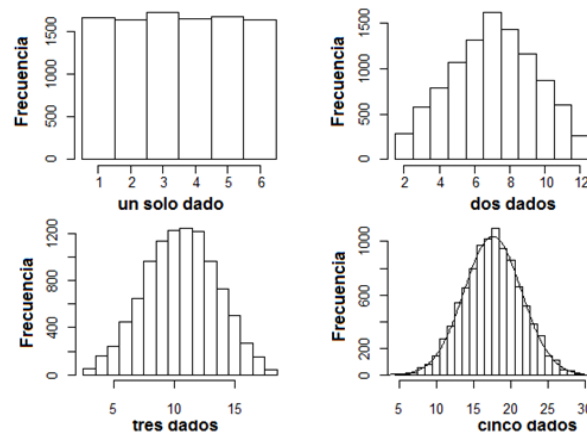 Frecuencia
1500
1000
500
0
1 2 3 4 5 6
un solo dado
Frecuencia
1500
1000
500
0
2 4 6 8 10 12
dos dados
Frecuencia
1200
800
400
0
5 10 15
tres dados
Frecuencia
1000
600
200
0
5 10 15 20 25 30
cinco dados